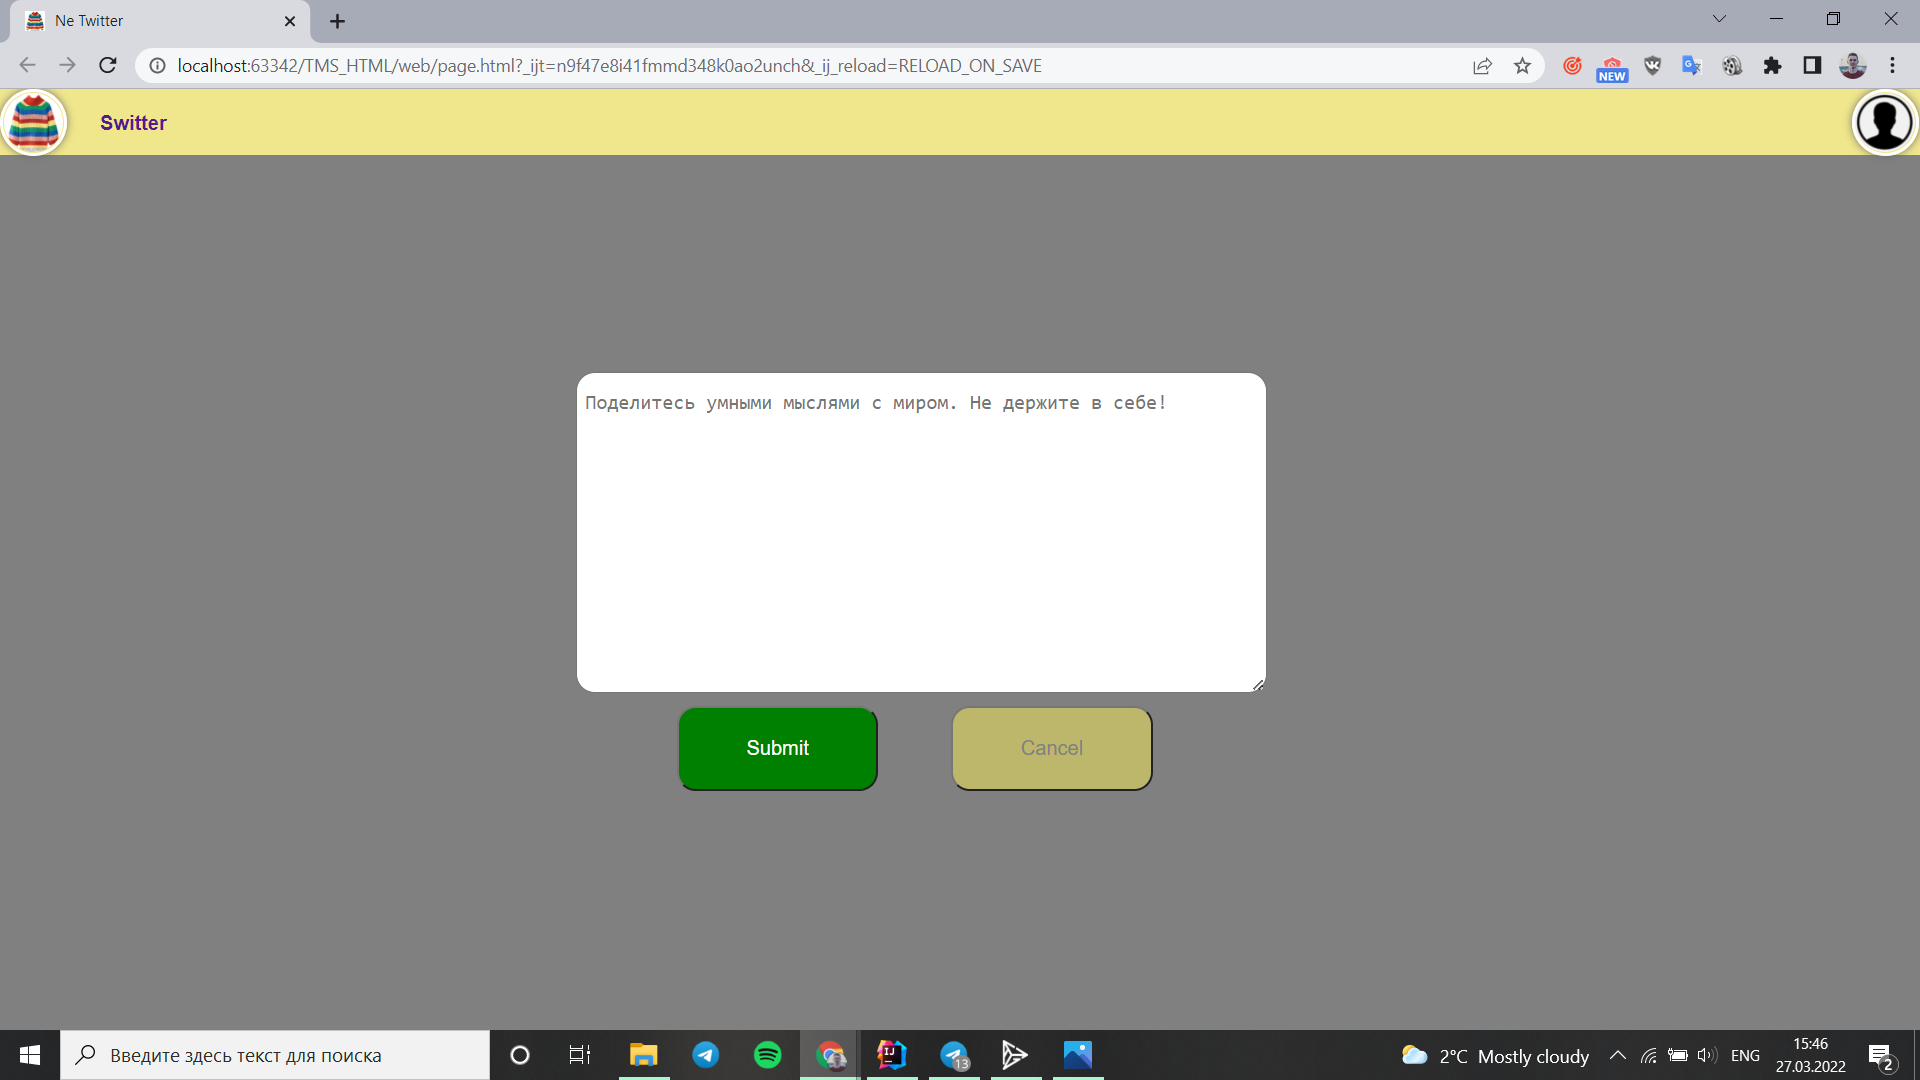 Ne Twitter
localhost:63342/TMS_HTML/web/page.html?_ijt=n9f47e8i41fmmd348k0ao2unch&_ij_reload=RELOAD_ON_SAVE
NEW
Switter
Поделитесь умными мыслями с миром. Не держите в себе!
Submit
Cancel
Введите здесь текст для поиска
IJ
13
2°C Mostly cloudy
ENG
15:46
27.03.2022
2